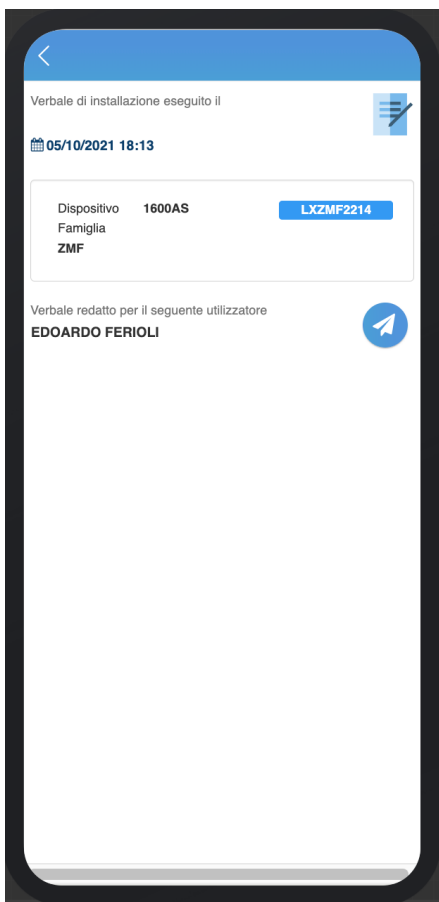 Verbale di installazione eseguito il
05/10/2021 18:13
Dispositivo 1600AS LXZMF2214
Famiglia
ZMF
Verbale redatto per il seguente utilizzatore
EDOARDO FERIOLI